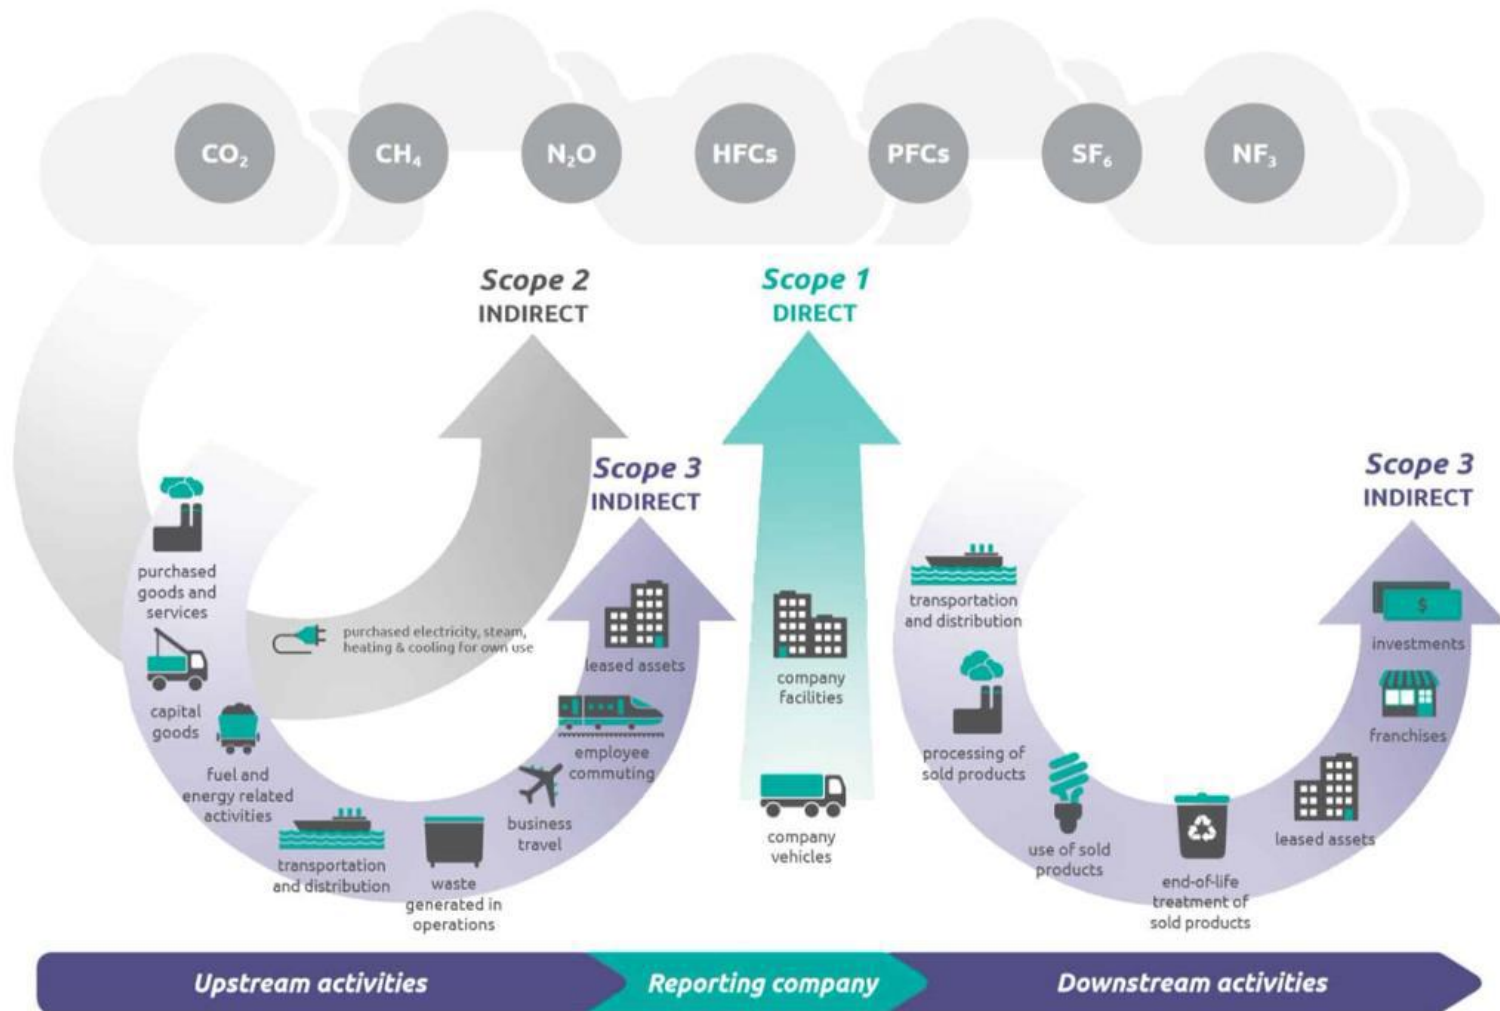 CO₂
CH₄
N₂O
HFCs
PFCs
SF₆
NF₃
Scope 2
INDIRECT
Scope 1
DIRECT
Scope 3
INDIRECT
Scope 3
INDIRECT
purchased
goods and
services
capital
goods
fuel and
energy related
activities
purchased electricity, steam,
heating & cooling for own use
transportation
and distribution
waste
generated in
operations
business
travel
employee
commuting
leased assets
company
facilities
company
vehicles
transportation
and distribution
processing of
sold products
use of sold
products
end-of-life
treatment of
sold products
leased assets
franchises
$
investments
Upstream activities
Reporting company
Downstream activities